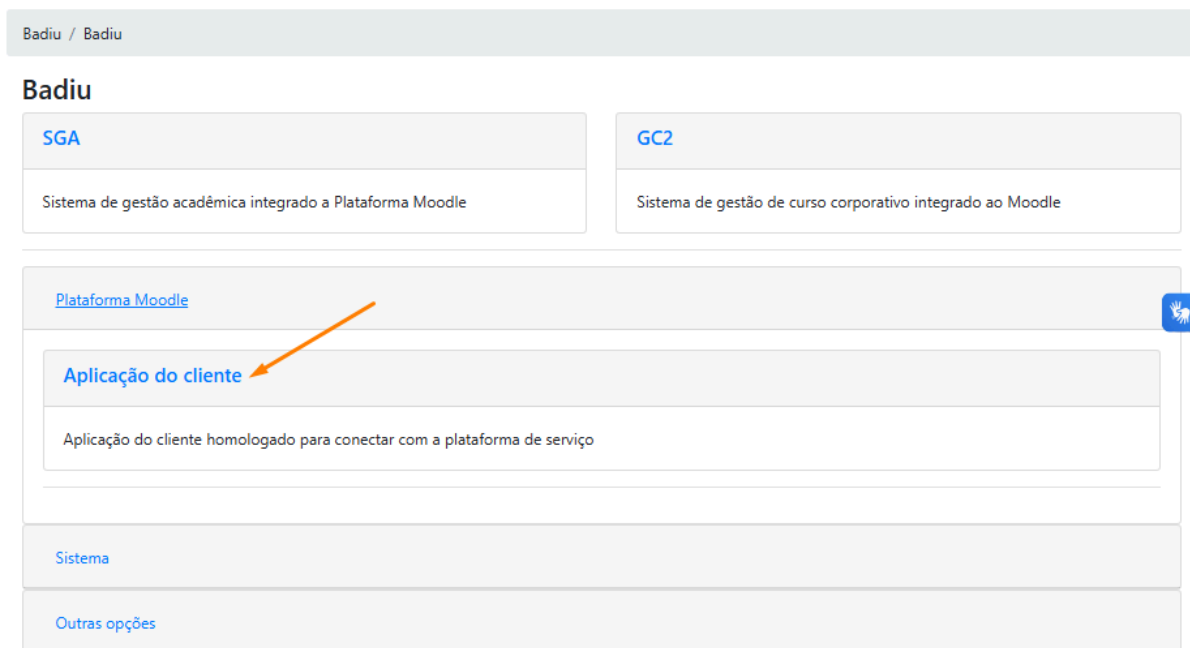 Badiu / Badiu
Badiu
SGA
Sistema de gestão acadêmica integrado a Plataforma Moodle
GC2
Sistema de gestão de curso corporativo integrado ao Moodle
Plataforma Moodle
Aplicação do cliente
Aplicação do cliente homologado para conectar com a plataforma de serviço
Sistema
Outras opções